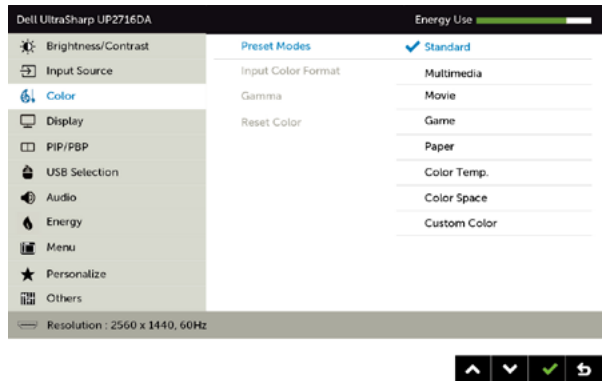 Dell UltraSharp UP2716DA
Energy Use
Brightness/Contrast
Input Source
Color
Display
PIP/PBP
USB Selection
Audio
Energy
Menu
Personalize
Others
Preset Modes
Input Color Format
Gamma
Reset Color
Standard
Multimedia
Movie
Game
Paper
Color Temp.
Color Space
Custom Color
Resolution : 2560 x 1440, 60Hz